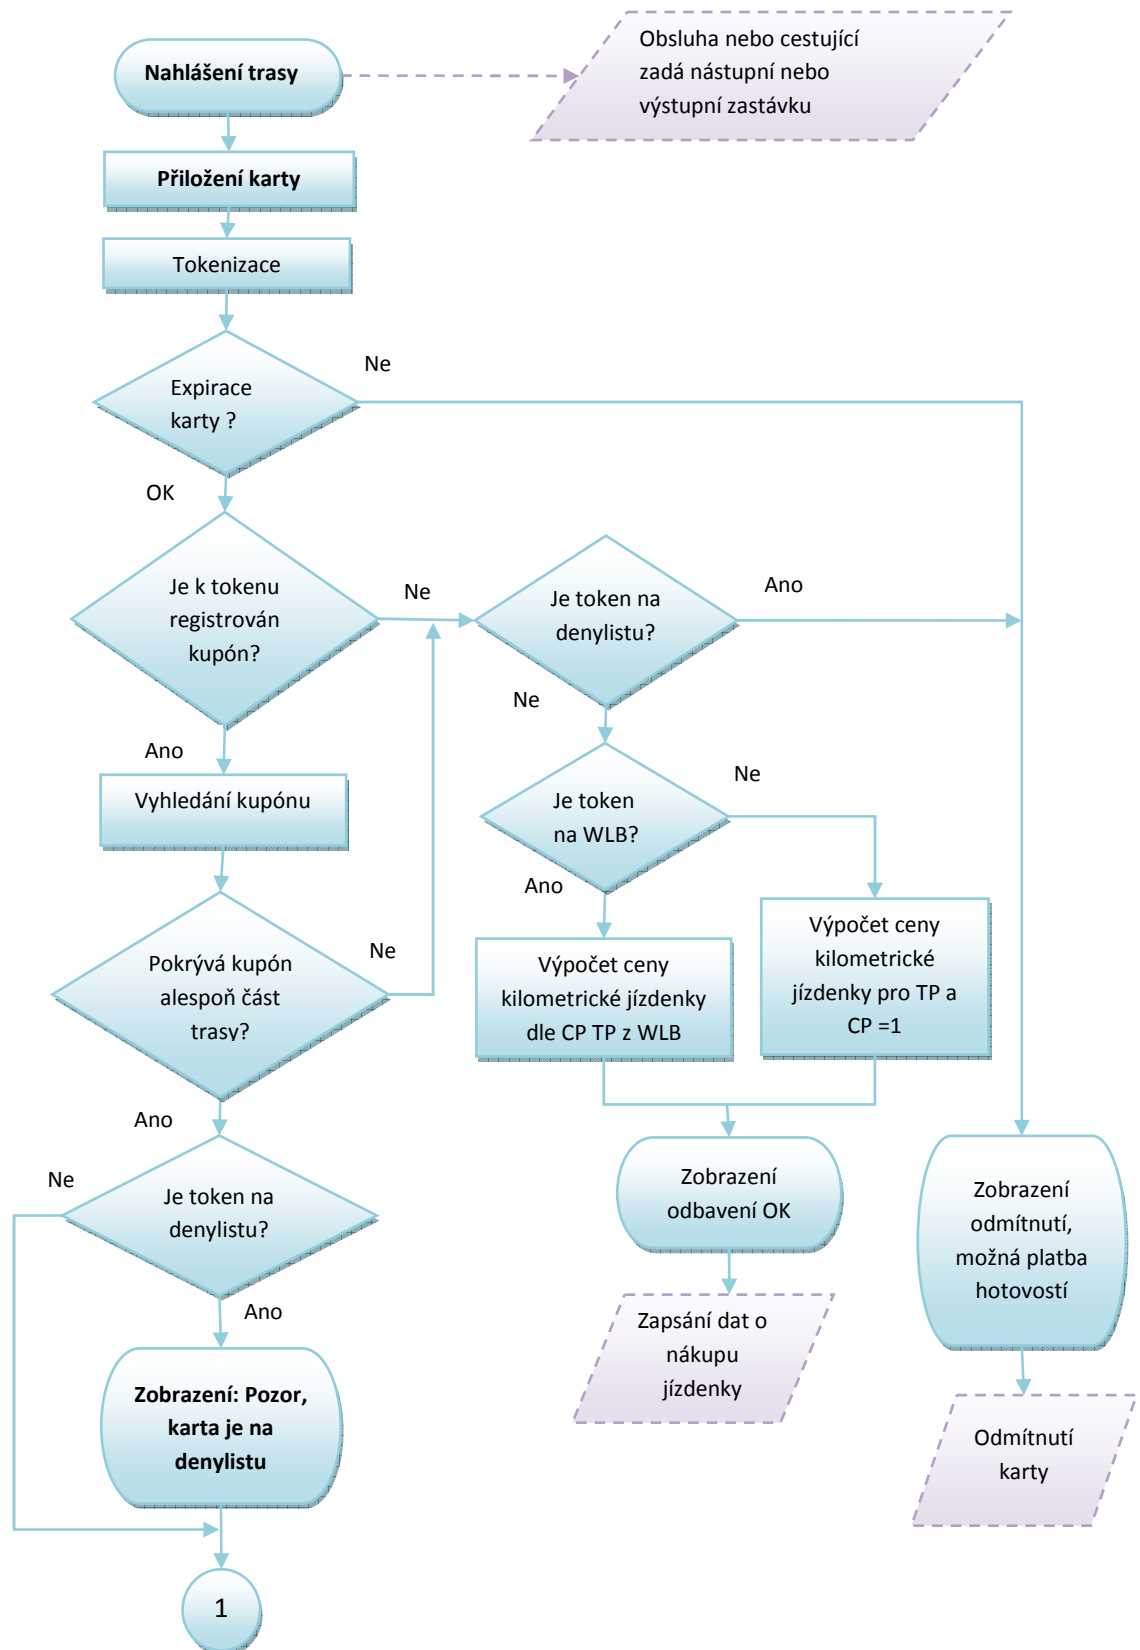 Nahlášení trasy
Obsluha nebo cestující
zadá nástupní nebo
výstupní zastávku
Přiložení karty
Tokenizace
Ne
Expirace
karty ?
OK
Je k tokenu
registrován
kupón?
Ne
Je token na
denylistu?
Ano
Ne
Ano
Vyhledání kupónu
Je token
na WLB?
Ne
Ano
Pokrývá kupón
alespoň část
trasy?
Ne
Výpočet ceny
kilometrické jízdenky
dle CP TP z WLB
Výpočet ceny
kilometrické
jízdenky pro TP a
CP =1
Ano
Ne
Je token na
denylistu?
Zobrazení
odbavení OK
Zobrazení
odmítnutí,
možná platba
hotovostí
Ano
Zapsání dat o
nákupu
jízdenky
Zobrazení: Pozor,
karta je na
denylistu
Odmítnutí
karty
1